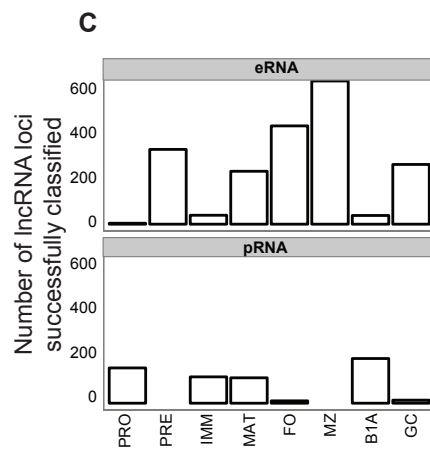 C
eRNA
Number of lncRNA loci
successfully classified
600
400
200
0
pRNA
600
400
200
0
PRO
PRE
IMM
MAT
FO
MZ
B1A
GC